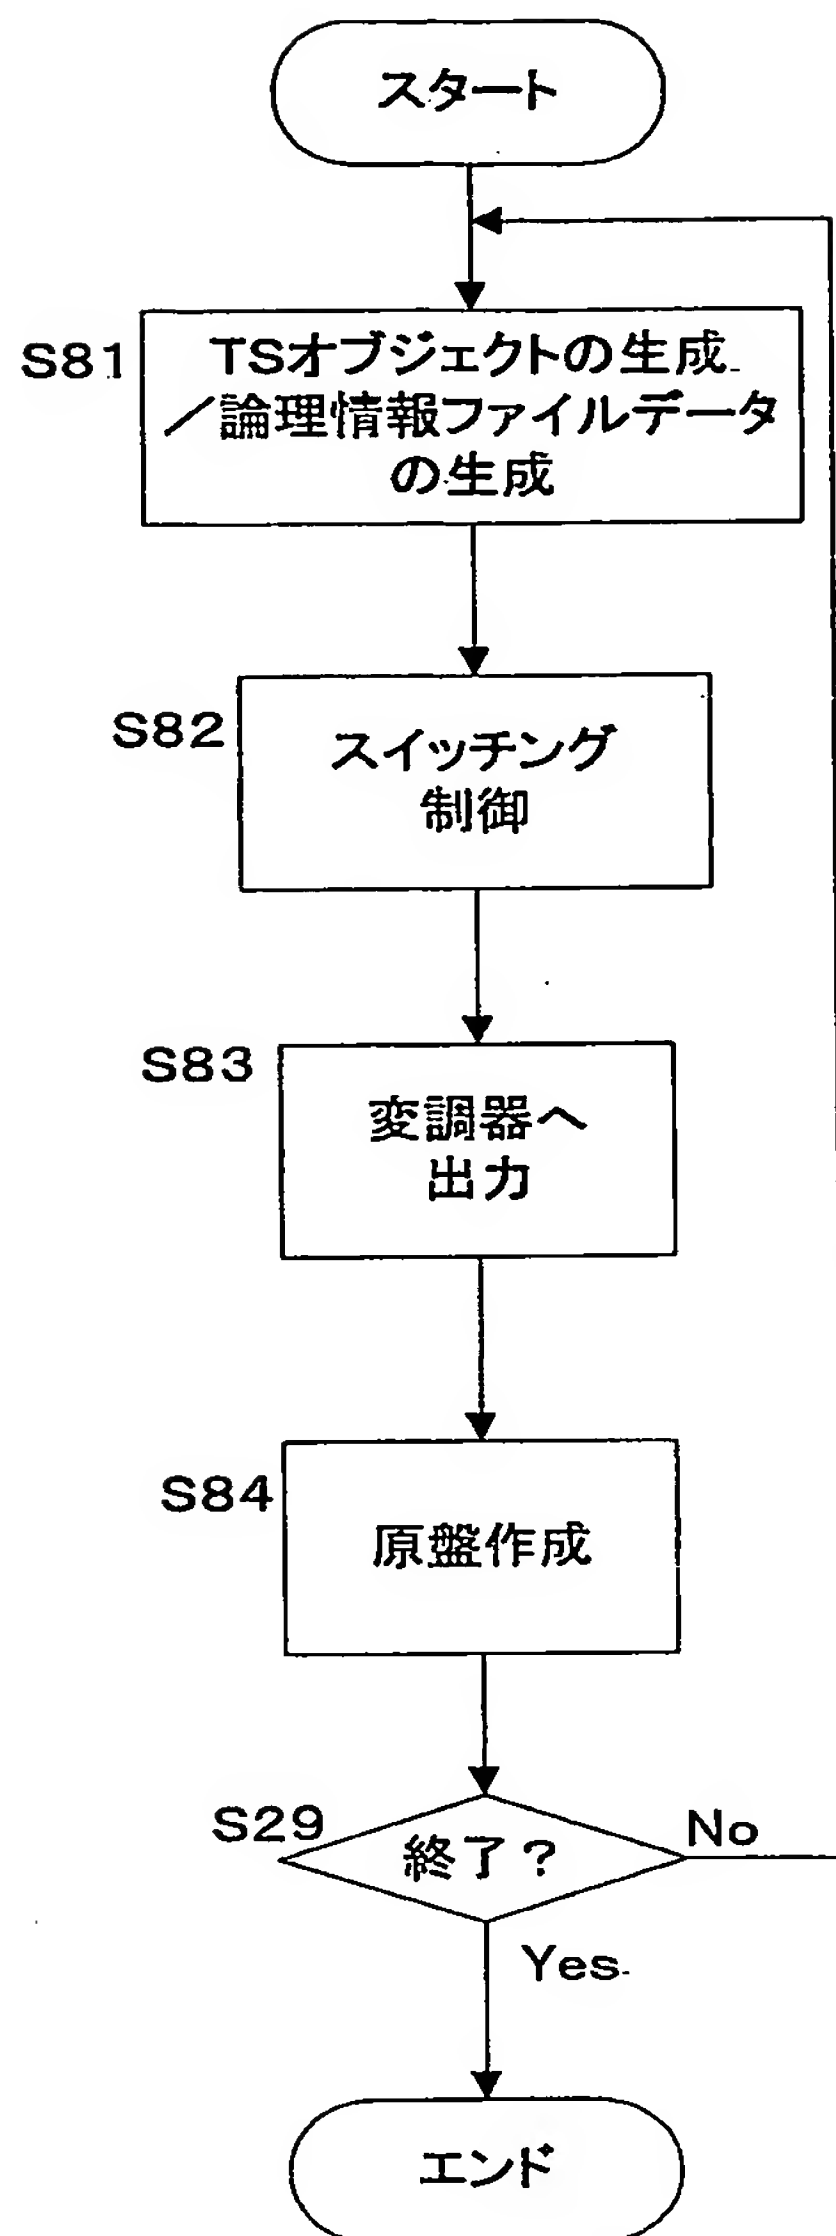 スタート
S81
TSオブジェクトの生成
／論理情報ファイルデータ
の生成
S82
スイッチング
制御
S83
変調器へ
出力
S84
原盤作成
S29
終了？
No
Yes
エンド